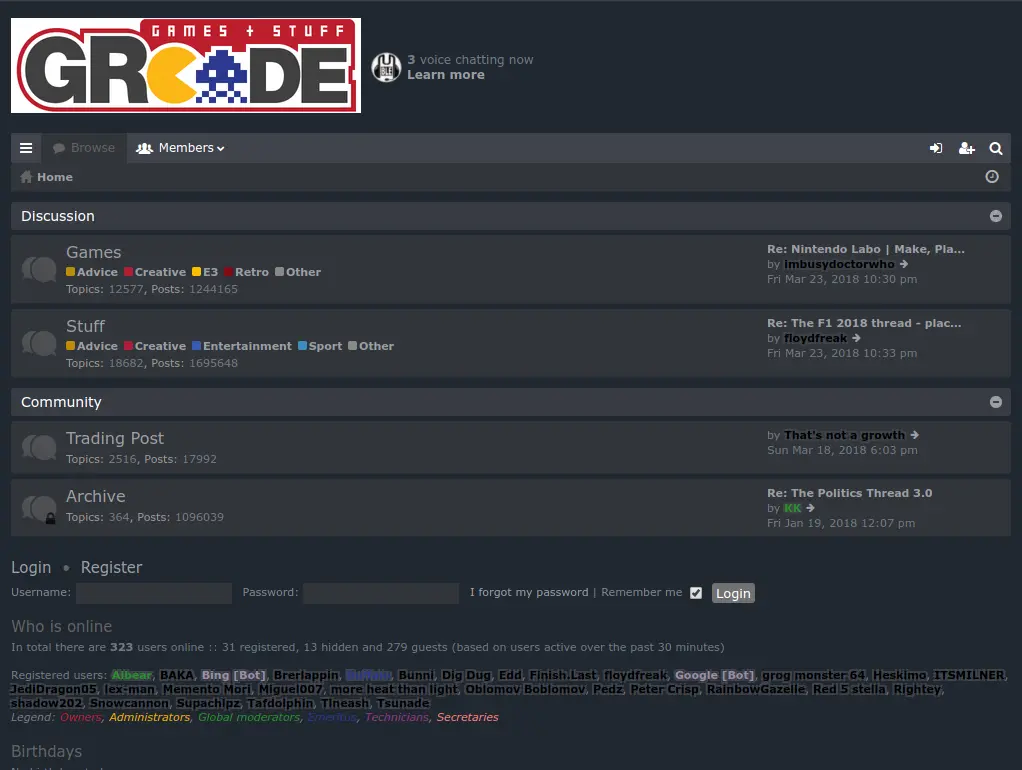 GAMES + STUFF
GRCADE
3 voice chatting now
Learn more
Browse
Members
Home
Discussion
Games
Advice Creative E3 Retro Other
Topics: 12577, Posts: 1244165
Re: Nintendo Labo | Make, Pla...
by imbusydoctorwho
Fri Mar 23, 2018 10:30 pm
Stuff
Advice Creative Entertainment Sport Other
Topics: 18682, Posts: 1695648
Re: The F1 2018 thread - plac...
by floydfreak
Fri Mar 23, 2018 10:33 pm
Community
Trading Post
Topics: 2516, Posts: 17992
by That's not a growth
Sun Mar 18, 2018 6:03 pm
Archive
Topics: 364, Posts: 1096039
Re: The Politics Thread 3.0
by KK
Fri Jan 19, 2018 12:07 pm
Login • Register
Username: Password: I forgot my password | Remember me Login
Who is online
In total there are 323 users online :: 31 registered, 13 hidden and 279 guests (based on users active over the past 30 minutes)
Registered users: Albear, BAKA, Bing [Bot], Brerlappin, Bunni, Dig Dug, Edd, Finish.Last, floydfreak, Google [Bot], grog monster 64, Heskimo, ITSMILNER,
JediDragon05, lex-man, Memento Mori, Miguel007, more heat than light, Oblomov Boblomov, Pedz, Peter Crisp, RainbowGazelle, Red 5 stella, Rightey,
shadow202, Snowcannon, Supachipz, Tafdolphin, Tineash, Tsunade
Legend: Owners, Administrators, Global moderators, Emeritus, Technicians, Secretaries
Birthdays